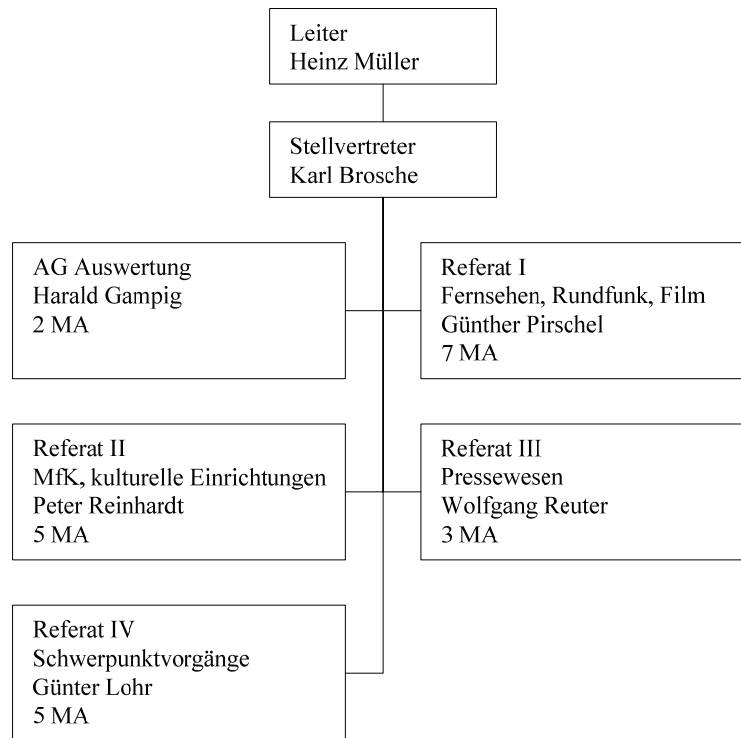 Leiter
Heinz Müller
Stellvertreter
Karl Brosche
AG Auswertung
Harald Gampig
2 MA
Referat I
Fernsehen, Rundfunk, Film
Günther Pirschel
7 MA
Referat II
MfK, kulturelle Einrichtungen
Peter Reinhardt
5 MA
Referat III
Pressewesen
Wolfgang Reuter
3 MA
Referat IV
Schwerpunktvorgänge
Günter Lohr
5 MA